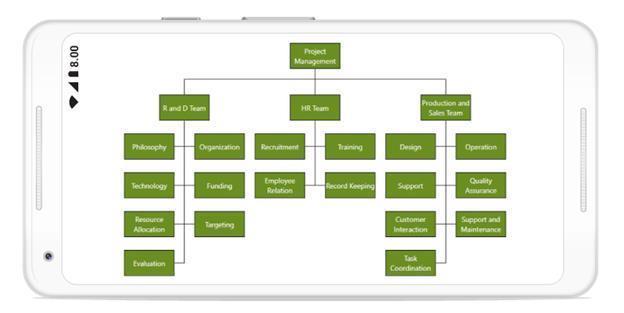 8.00
Project
Management
R and D Team
HR Team
Production and
Sales Team
Philosophy
Organization
Recruitment
Training
Design
Operation
Technology
Funding
Employee
Relation
Record Keeping
Support
Quality
Assurance
Resource
Allocation
Targeting
Customer
Interaction
Support and
Maintenance
Evaluation
Task
Coordination